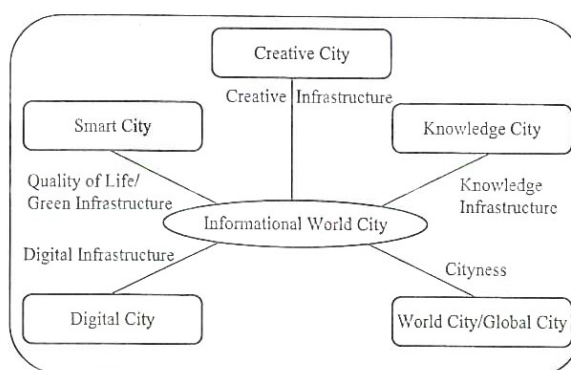 Creative City
Creative Infrastructure
Smart City
Knowledge City
Quality of Life/
Green Infrastructure
Knowledge
Infrastructure
Informational World City
Digital Infrastructure
Cityness
Digital City
World City/Global City